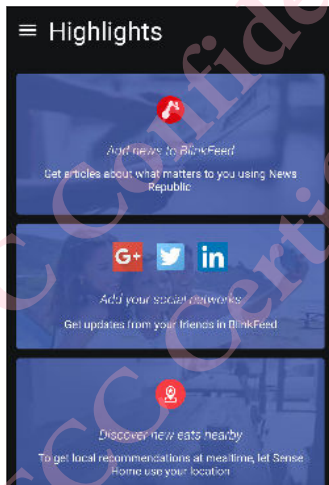 Highlights
Add news to BlinkFeed
Get articles about what matters to you using News
Republic
G+
in
Add your social networks
Get updates from your friends in BlinkFeed
Discover new eats nearby
To get local recommendations at mealtime, let Sense
Home use your location